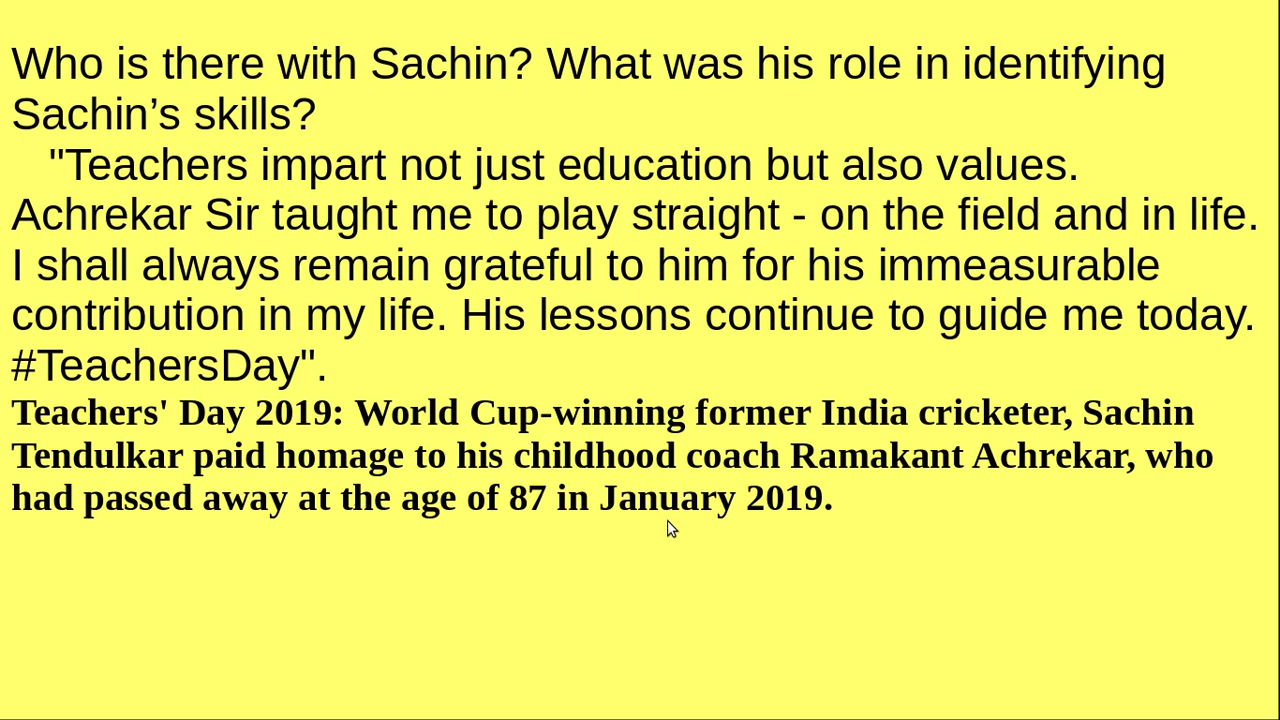 Who is there with Sachin? What was his role in identifying
Sachin’s skills?
"Teachers impart not just education but also values.
Achrekar Sir taught me to play straight - on the field and in life.
I shall always remain grateful to him for his immeasurable
contribution in my life. His lessons continue to guide me today.
#TeachersDay".
Teachers' Day 2019: World Cup-winning former India cricketer, Sachin
Tendulkar paid homage to his childhood coach Ramakant Achrekar, who
had passed away at the age of 87 in January 2019.